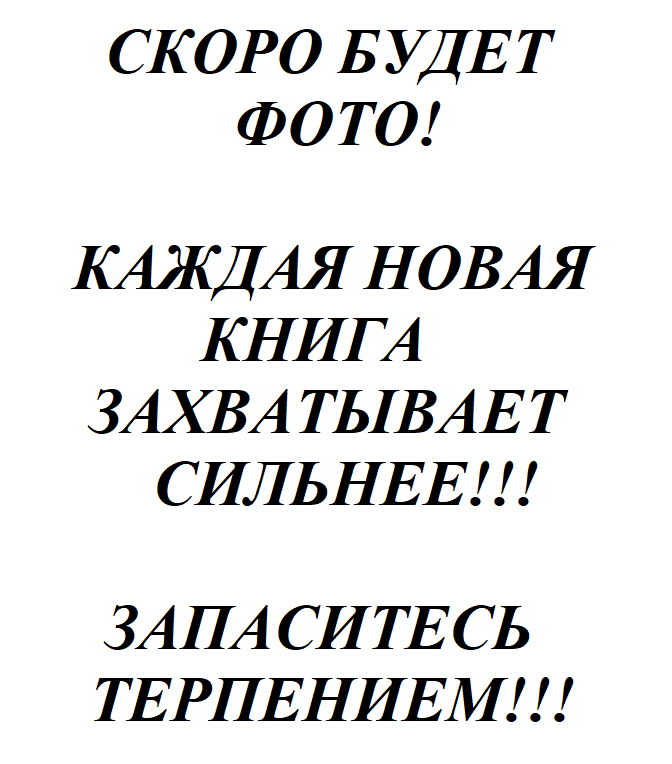 СКОРО БУДЕТ
ФОТО!
КАЖДАЯ НОВАЯ
КНИГА
ЗАХВАТЫВАЕТ
СИЛЬНЕЕ!!!
ЗАПАСИТЕСЬ
ТЕРПЕНИЕМ!!!